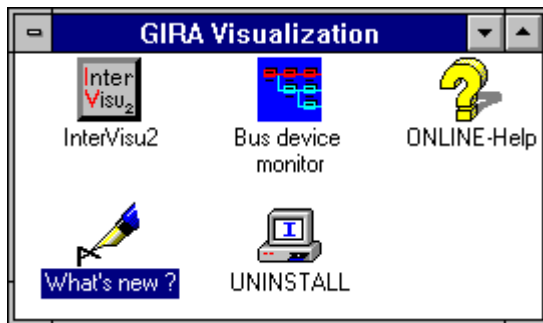 GIRA Visualization
Inter
Visu2
InterVisu2
Bus device
monitor
ONLINE-Help
What's new ?
I
UNINSTALL